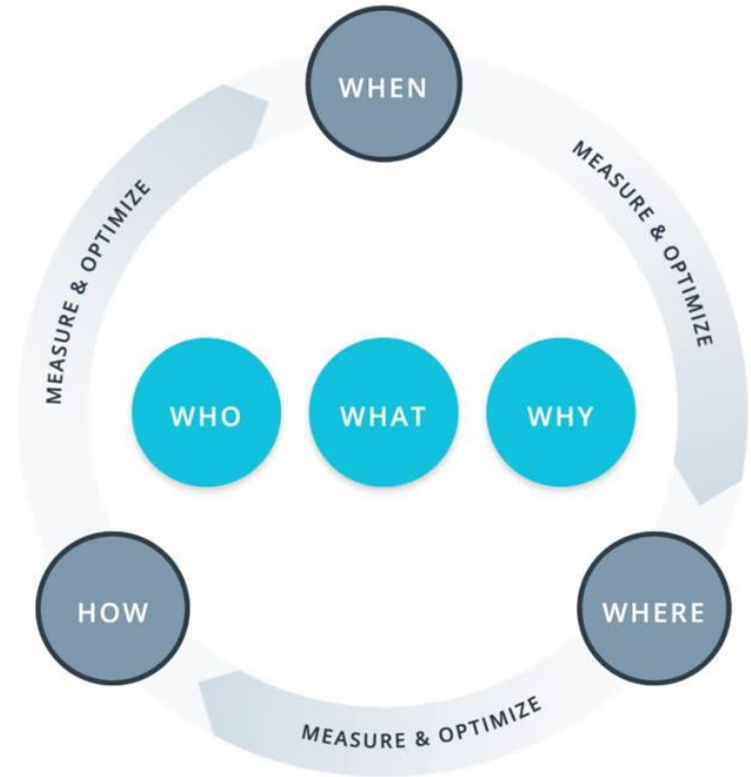 WHEN
MEASURE & OPTIMIZE
MEASURE & OPTIMIZE
WHO
WHAT
WHY
HOW
WHERE
MEASURE & OPTIMIZE